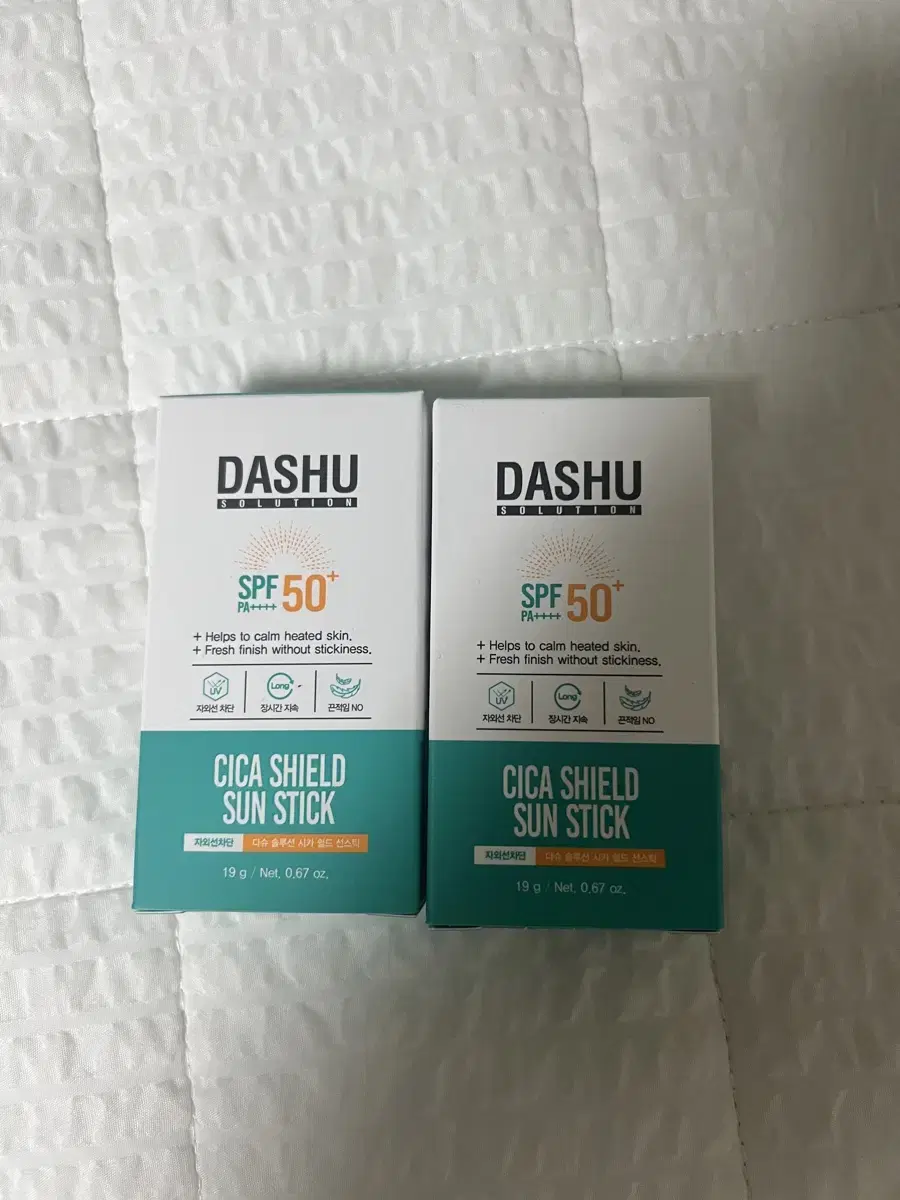 DASHU
SOLUTION
SPF 50+
PA++++
+ Helps to calm heated skin.
+ Fresh finish without stickiness.
UV
Long
자외선 차단
장시간 지속
끈적임 NO
CICA SHIELD
SUN STICK
자외선차단 다슈 솔루션 시카 쉴드 선스틱
19 g / Net. 0.67 oz.
DASHU
SOLUTION
SPF 50+
PA++++
+ Helps to calm heated skin.
+ Fresh finish without stickiness.
UV
Long
자외선 차단
장시간 지속
끈적임 NO
CICA SHIELD
SUN STICK
자외선차단 다슈 솔루션 시카 쉴드 선스틱
19 g / Net. 0.67 oz.